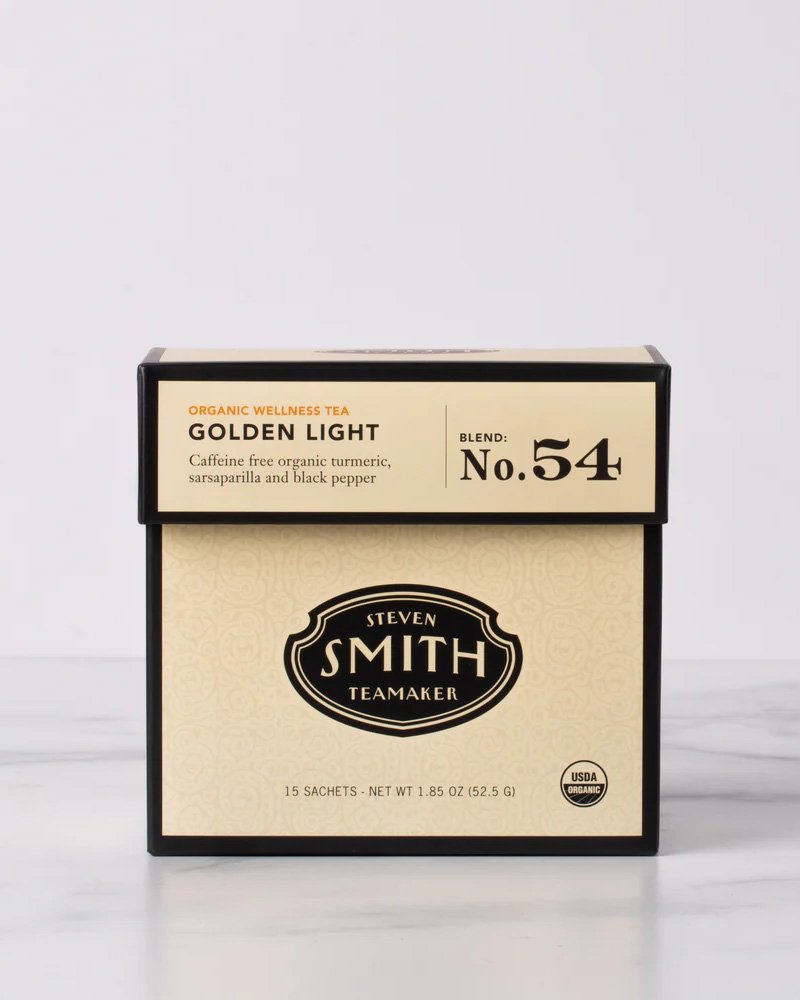 ORGANIC WELLNESS TEA
GOLDEN LIGHT
Caffeine free organic turmeric,
sarsaparilla and black pepper
BLEND:
No.54
STEVEN
SMITH
TEAMAKER
15 SACHETS - NET WT 1.85 OZ (52.5 G)
USDA
ORGANIC